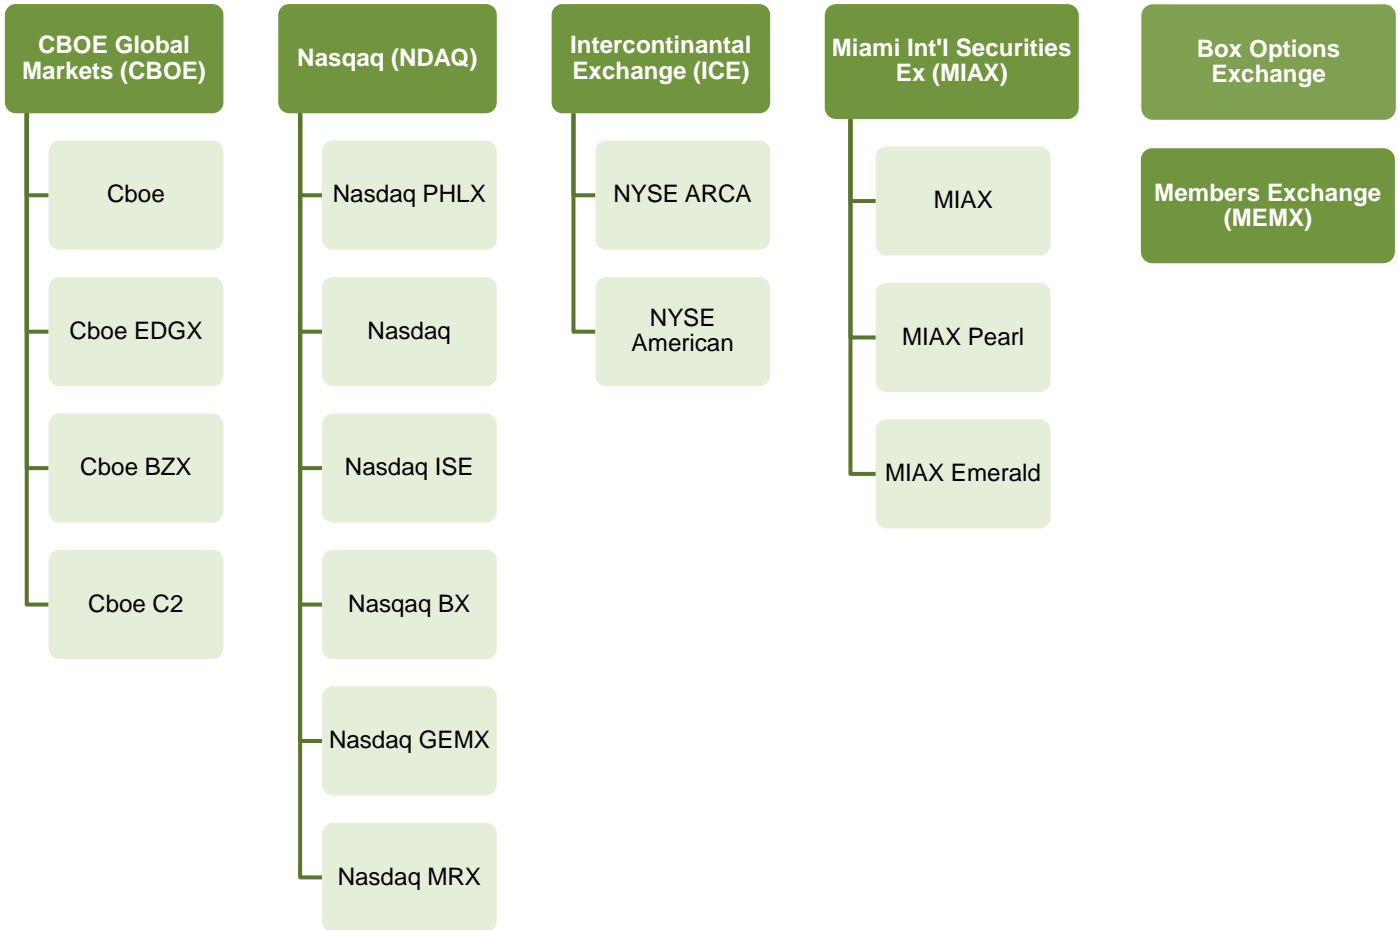 CBOE Global
Markets (CBOE)
Cboe
Cboe EDGX
Cboe BZX
Cboe C2
Nasqaq (NDAQ)
Nasdaq PHLX
Nasdaq
Nasdaq ISE
Nasqaq BX
Nasdaq GEMX
Nasdaq MRX
Intercontinantal
Exchange (ICE)
NYSE ARCA
NYSE
American
Miami Int'l Securities
Ex (MIAX)
MIAX
MIAX Pearl
MIAX Emerald
Box Options
Exchange
Members Exchange
(MEMX)